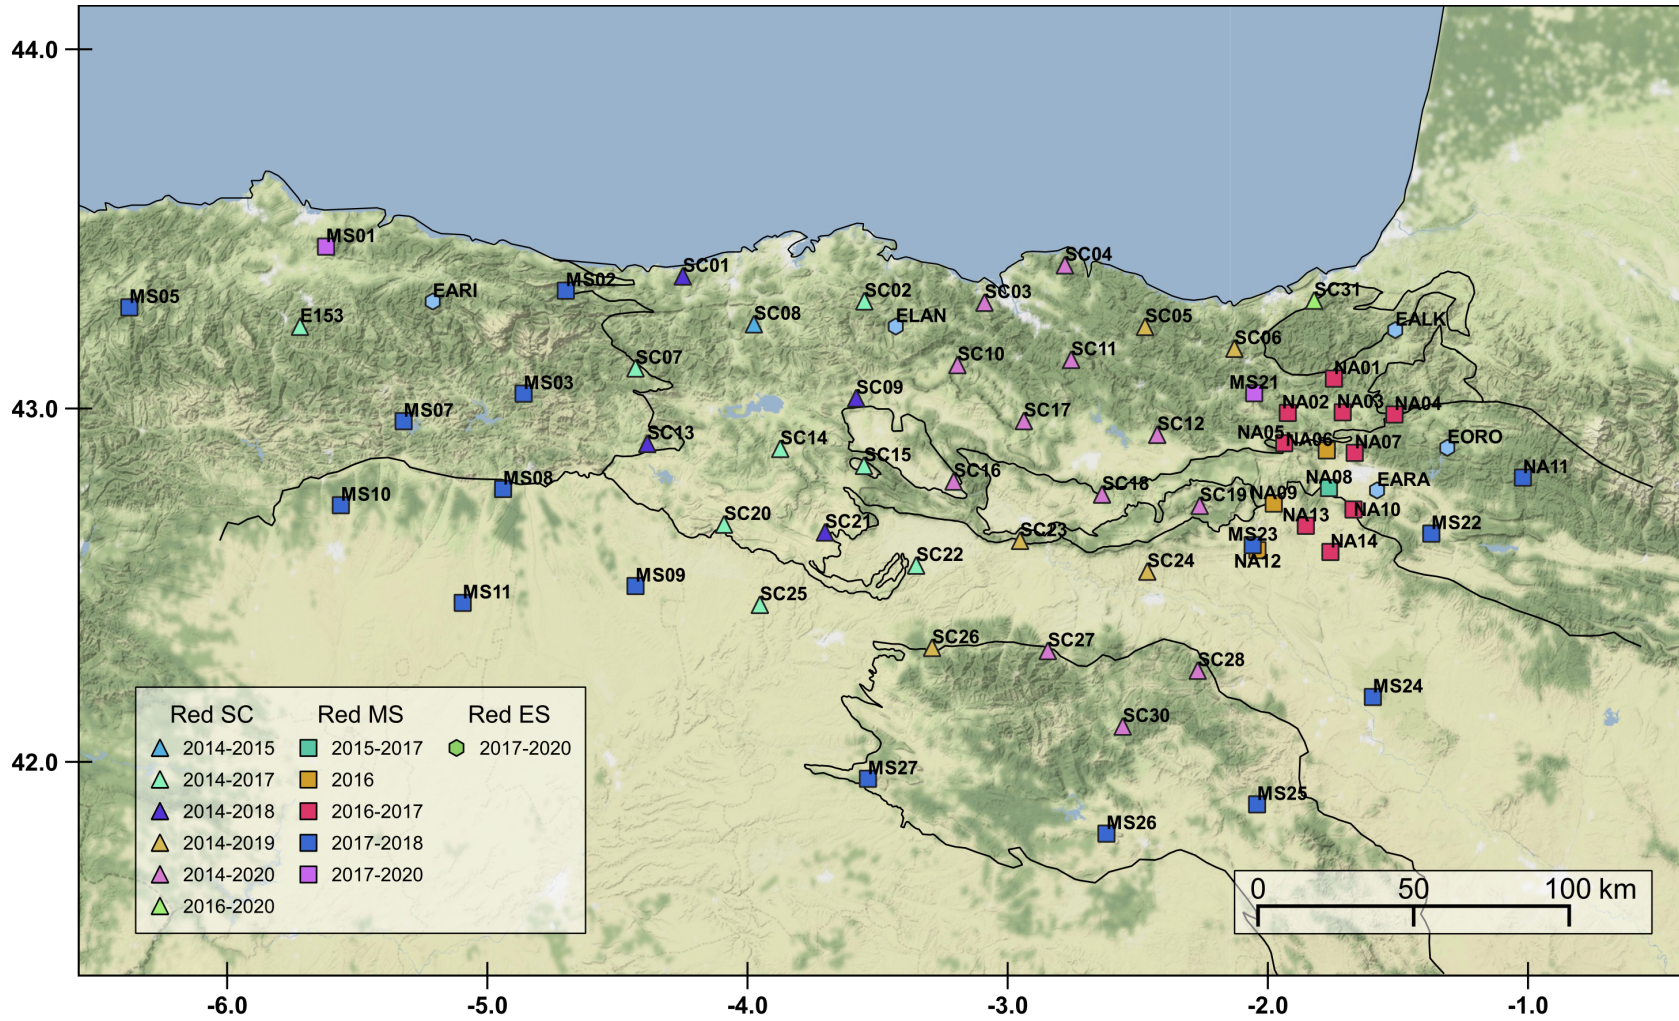 44.0
43.0
42.0
-6.0
-5.0
-4.0
-3.0
-2.0
-1.0
MS01
MS05
E153
EARI
MS02
SC01
SC08
SC02
ELAN
SC03
SC04
SC05
SC06
SC31
EALK
SC07
MS03
MS07
SC09
SC10
SC11
MS21
NA01
NA02
NA03
NA04
SC13
SC14
SC15
SC17
SC12
NA05
NA06
NA07
EORO
MS10
MS08
SC16
SC18
SC19
NA09
NA08
EARA
NA11
SC20
SC21
SC23
NA13
NA10
MS22
MS23
NA12
NA14
SC22
SC24
MS11
MS09
SC25
SC26
SC27
SC28
SC30
MS24
MS27
MS26
MS25
Red SC
2014-2015
2014-2017
2014-2018
2014-2019
2014-2020
2016-2020
Red MS
2015-2017
2016
2016-2017
2017-2018
2017-2020
Red ES
2017-2020
0 50 100 km